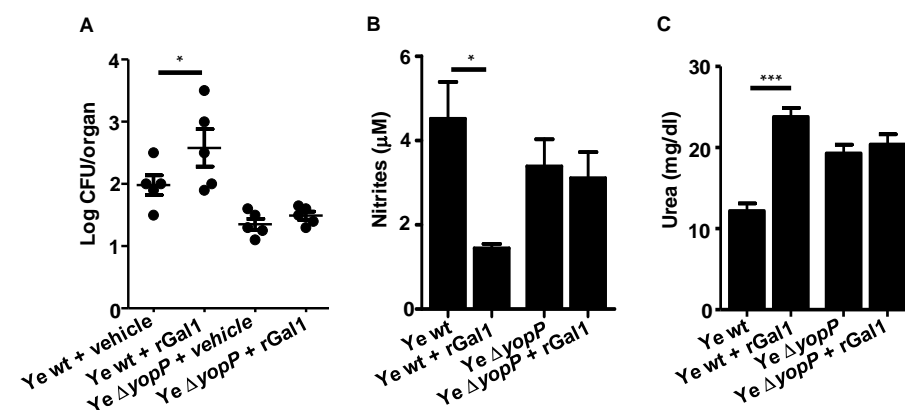 A
Log CFU/organ
4
3
2
1
0
*
Ye wt + vehicle
Ye wt + rGal1
Ye ΔyopP + vehicle
Ye ΔyopP + rGal1
B
Nitrites (μM)
6
4
2
0
*
Ye wt
Ye wt + rGal1
Ye ΔyopP
Ye ΔyopP + rGal1
C
Urea (mg/dl)
30
20
10
0
***
Ye wt
Ye wt + rGal1
Ye ΔyopP
Ye ΔyopP + rGal1